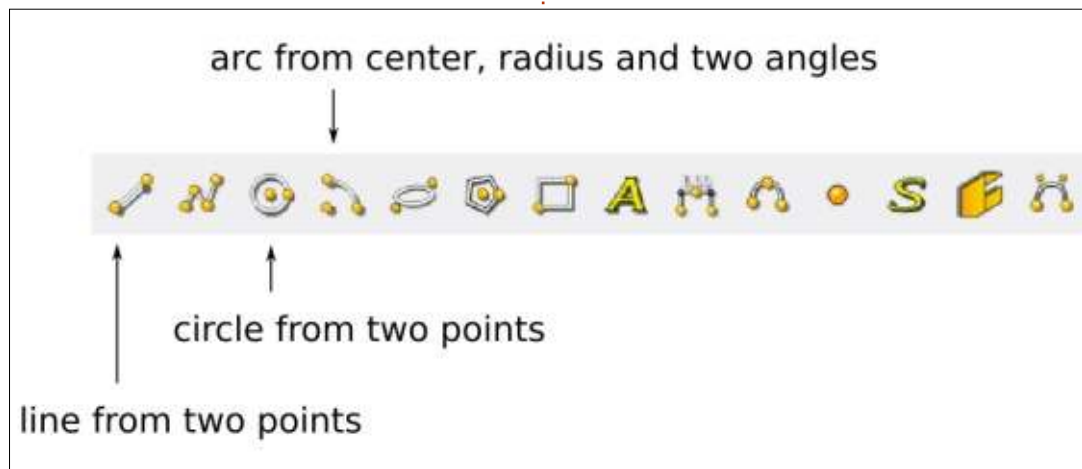 arc from center, radius and two angles
A
S
circle from two points
line from two points